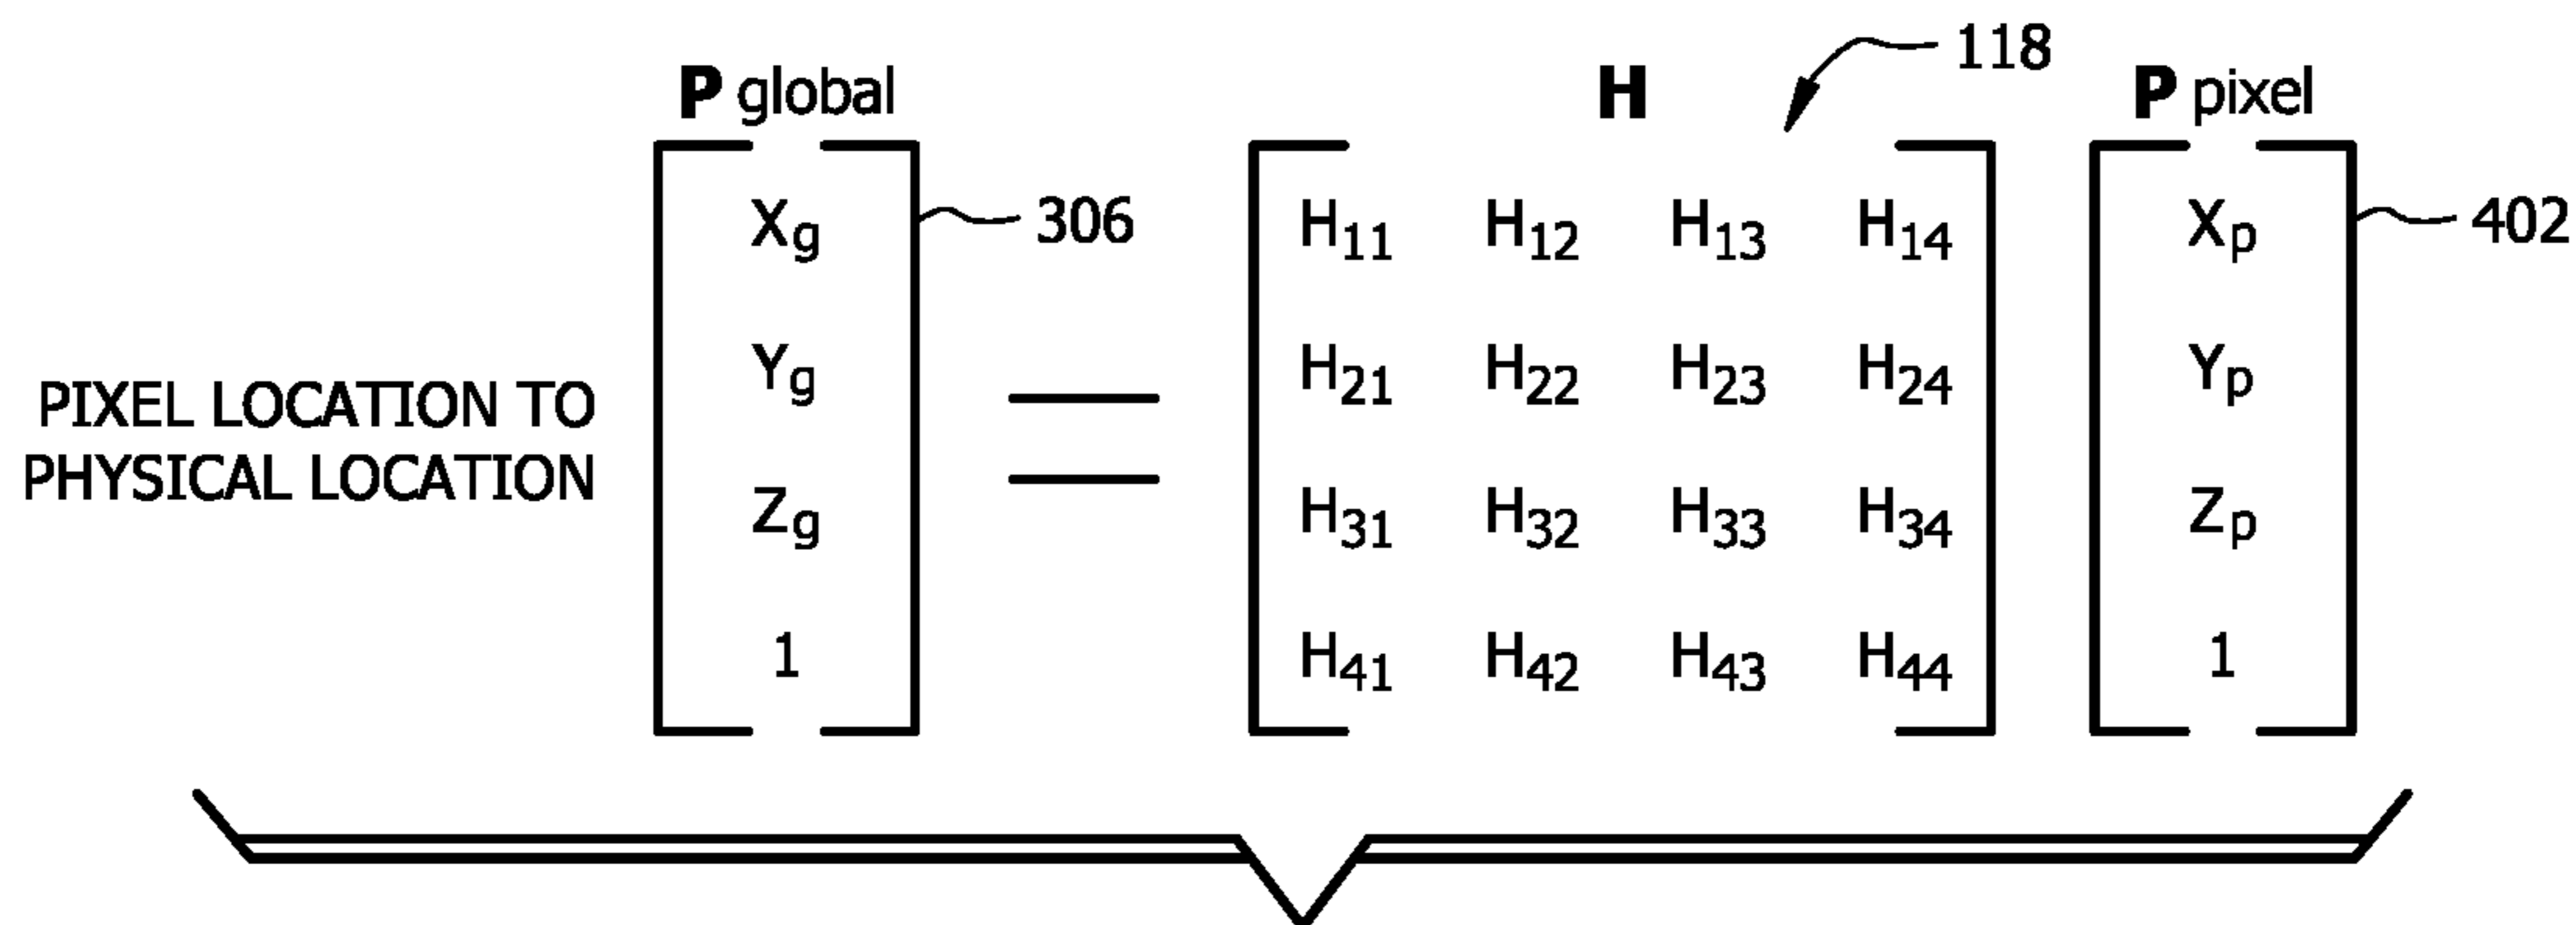 118
P global H P pixel
Xg 306 H11 H12 H13 H14 Xp 402
Yg H21 H22 H23 H24 Yp
PIXEL LOCATION TO
=
PHYSICAL LOCATION
Zg H31 H32 H33 H34 Zp
1 H41 H42 H43 H44 1